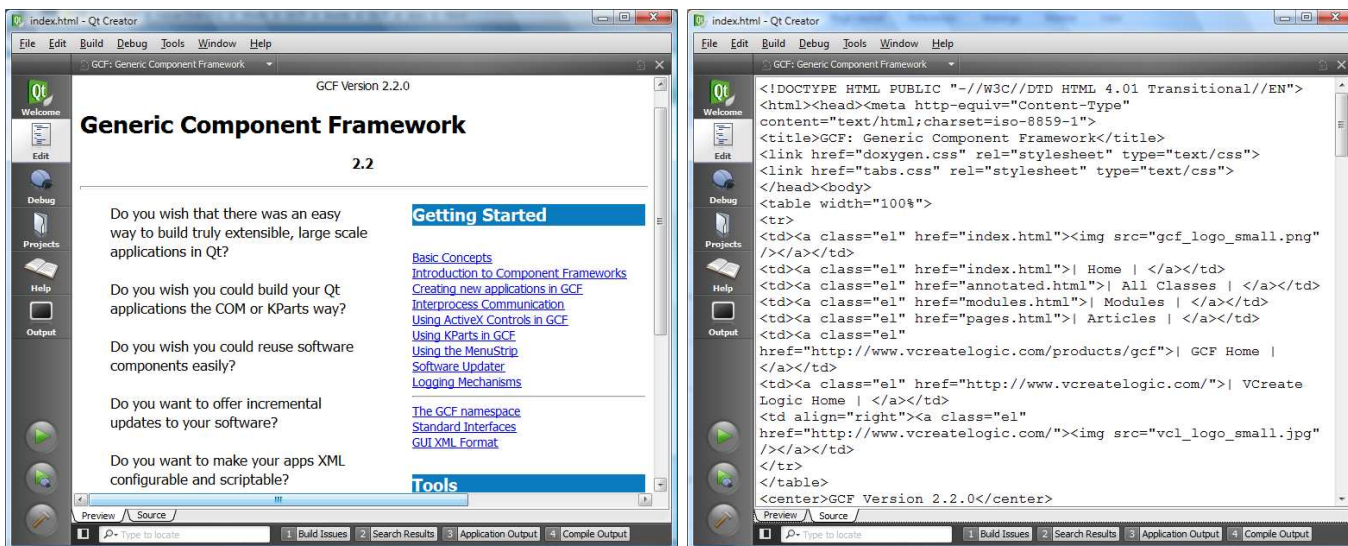 index.html - Qt Creator
File Edit Build Debug Tools Window Help
GCF: Generic Component Framework
Qt
Welcome
Edit
Debug
Projects
Help
Output
GCF Version 2.2.0
Generic Component Framework
2.2
Do you wish that there was an easy
way to build truly extensible, large scale
applications in Qt?
Do you wish you could build your Qt
applications the COM or KParts way?
Do you wish you could reuse software
components easily?
Do you want to offer incremental
updates to your software?
Do you want to make your apps XML
configurable and scriptable?
Getting Started
Basic Concepts
Introduction to Component Frameworks
Creating new applications in GCF
Interprocess Communication
Using ActiveX Controls in GCF
Using KParts in GCF
Using the MenuStrip
Software Updater
Logging Mechanisms
The GCF namespace
Standard Interfaces
GUI XML Format
Tools
Preview Source
Type to locate 1 Build Issues 2 Search Results 3 Application Output 4 Compile Output
index.html - Qt Creator
File Edit Build Debug Tools Window Help
GCF: Generic Component Framework
Qt
Welcome
Edit
Debug
Projects
Help
Output
<!DOCTYPE HTML PUBLIC "-//W3C//DTD HTML 4.01 Transitional//EN">
<html><head><meta http-equiv="Content-Type"
content="text/html;charset=iso-8859-1">
<title>GCF: Generic Component Framework</title>
<link href="doxygen.css" rel="stylesheet" type="text/css">
<link href="tabs.css" rel="stylesheet" type="text/css">
</head><body>
<table width="100%">
<tr>
<td><a class="el" href="index.html"><img src="gcf_logo_small.png"
/></a></td>
<td><a class="el" href="index.html">| Home | </a></td>
<td><a class="el" href="annotated.html">| All Classes | </a></td>
<td><a class="el" href="modules.html">| Modules | </a></td>
<td><a class="el" href="pages.html">| Articles | </a></td>
<td><a class="el"
href="http://www.vcreatelogic.com/products/gcf">| GCF Home |
</a></td>
<td><a class="el" href="http://www.vcreatelogic.com/">| VCreate
Logic Home | </a></td>
<td align="right"><a class="el"
href="http://www.vcreatelogic.com/"><img src="vcl_logo_small.jpg"
/></a></td>
</tr>
</table>
<center>GCF Version 2.2.0</center>
Preview Source
Type to locate 1 Build Issues 2 Search Results 3 Application Output 4 Compile Output